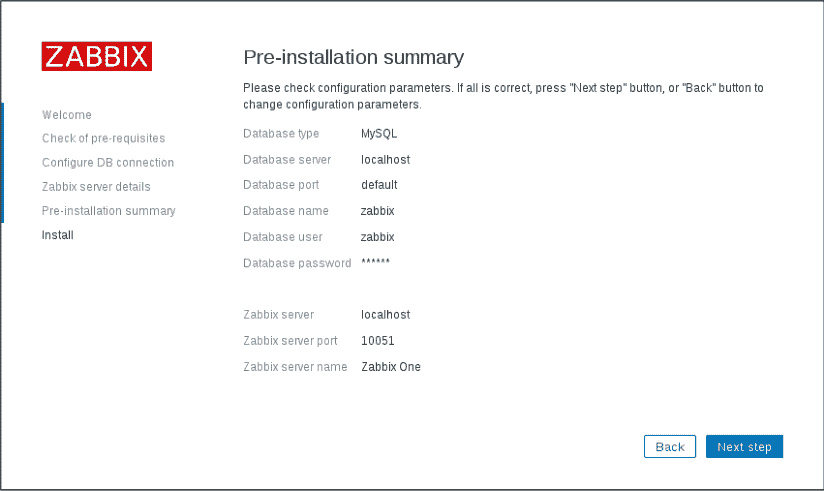 ZABBIX
Welcome
Check of pre-requisites
Configure DB connection
Zabbix server details
Pre-installation summary
Install
Pre-installation summary
Please check configuration parameters. If all is correct, press "Next step" button, or "Back" button to
change configuration parameters.
Database type MySQL
Database server localhost
Database port default
Database name zabbix
Database user zabbix
Database password ******
Zabbix server localhost
Zabbix server port 10051
Zabbix server name Zabbix One
Back Next step